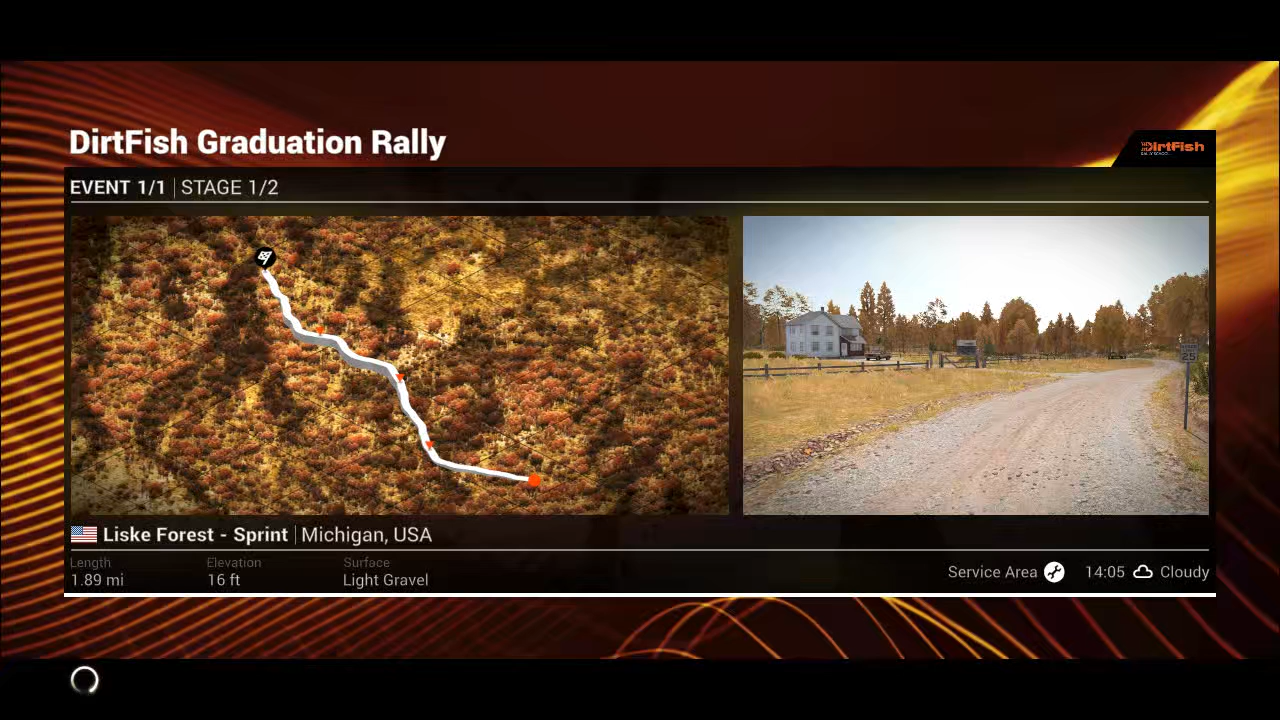 DirtFish Graduation Rally
DirtFish
EVENT 1/1 | STAGE 1/2
25
Liske Forest - Sprint | Michigan, USA
Length Elevation Surface
1.89 mi 16 ft Light Gravel
Service Area 14:05 Cloudy